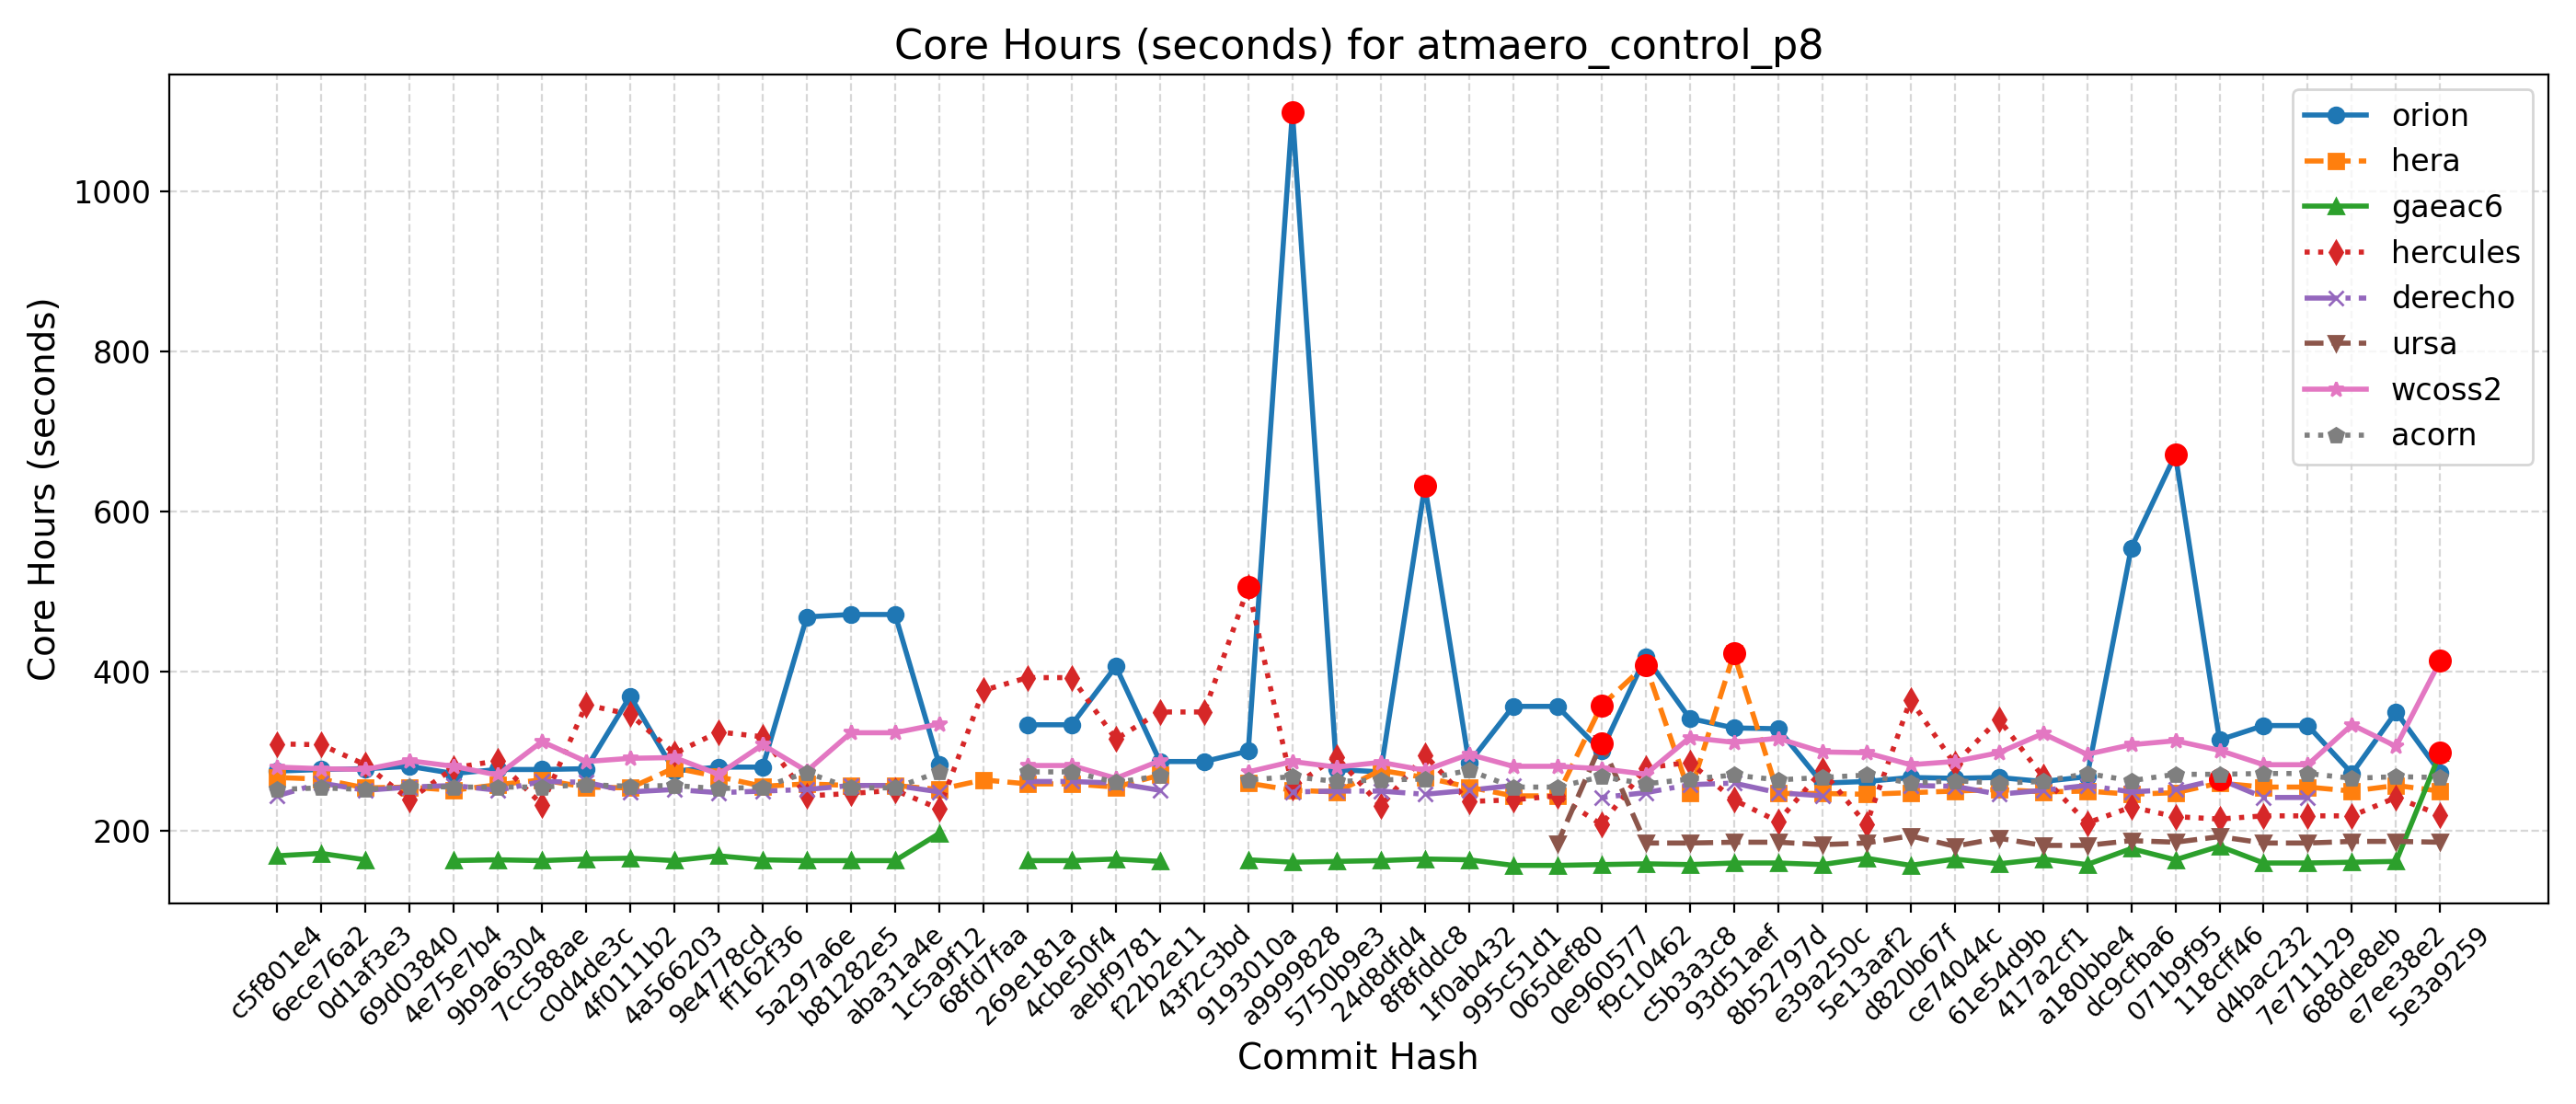 Core Hours (seconds) for atmaero_control_p8
Core Hours (seconds)
1000
800
600
400
200
orion
hera
gaeac6
hercules
derecho
ursa
wcoss2
acorn
c5f801e4
6ece76a2
0d1af3e3
69d03840
4e75e7b4
9b9a6304
7cc588ae
c0d4de3c
4f0111b2
4a566203
9e4778cd
ff162f36
5a297a6e
b81282e5
aba31a4e
1c5a9f12
68fd7faa
269e181a
4cbe50f4
aebf9781
f22b2e11
43f2c3bd
9193010a
a9999828
5750b9e3
24d8dfd4
8f8fddc8
1f0ab432
995c51d1
065def80
0e960577
f9c10462
c5b3a3c8
93d51aef
8b52797d
e39a250c
5e13aaf2
d820b67f
ce74044c
61e54d9b
417a2cf1
a180bbe4
dc9cfba6
071b9f95
118cff46
d4bac232
7e711129
688de8eb
e7ee38e2
5e3a9259
Commit Hash